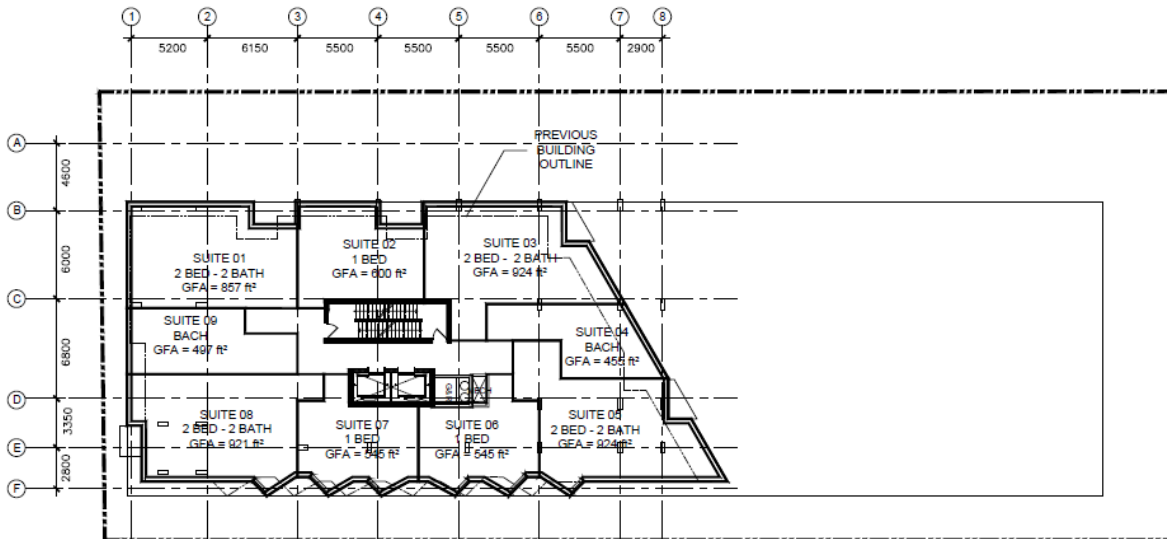 1 2 3 4 5 6 7 8
5200 6150 5500 5500 5500 5500 2900
A
4600
B
6000
C
6800
D
3350
E
2800
F
PREVIOUS
BUILDING
OUTLINE
SUITE 01
2 BED - 2 BATH
GFA = 857 ft²
SUITE 02
1 BED
GFA = 600 ft²
SUITE 03
2 BED - 2 BATH
GFA = 924 ft²
SUITE 09
BACH
GFA = 497 ft²
SUITE 04
BACH
GFA = 455 ft²
SUITE 08
2 BED - 2 BATH
GFA = 921 ft²
SUITE 07
1 BED
GFA = 545 ft²
SUITE 06
1 BED
GFA = 545 ft²
SUITE 05
2 BED - 2 BATH
GFA = 924 ft²